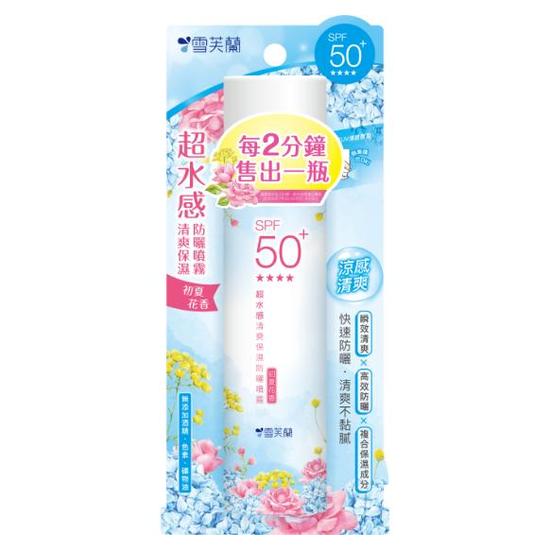 雪芙蘭
SPF
50+
★★★★
超水感
防曬噴霧
清爽保濕
初夏
花香
每2分鐘
售出一瓶
SPF
50+
★★★★
超水感清爽保濕防曬噴霧
初夏花香
雪芙蘭
涼感
清爽
瞬效清爽×高效防曬×複合保濕成分
快速防曬．清爽不黏膩
無添加酒精．色素．礦物油